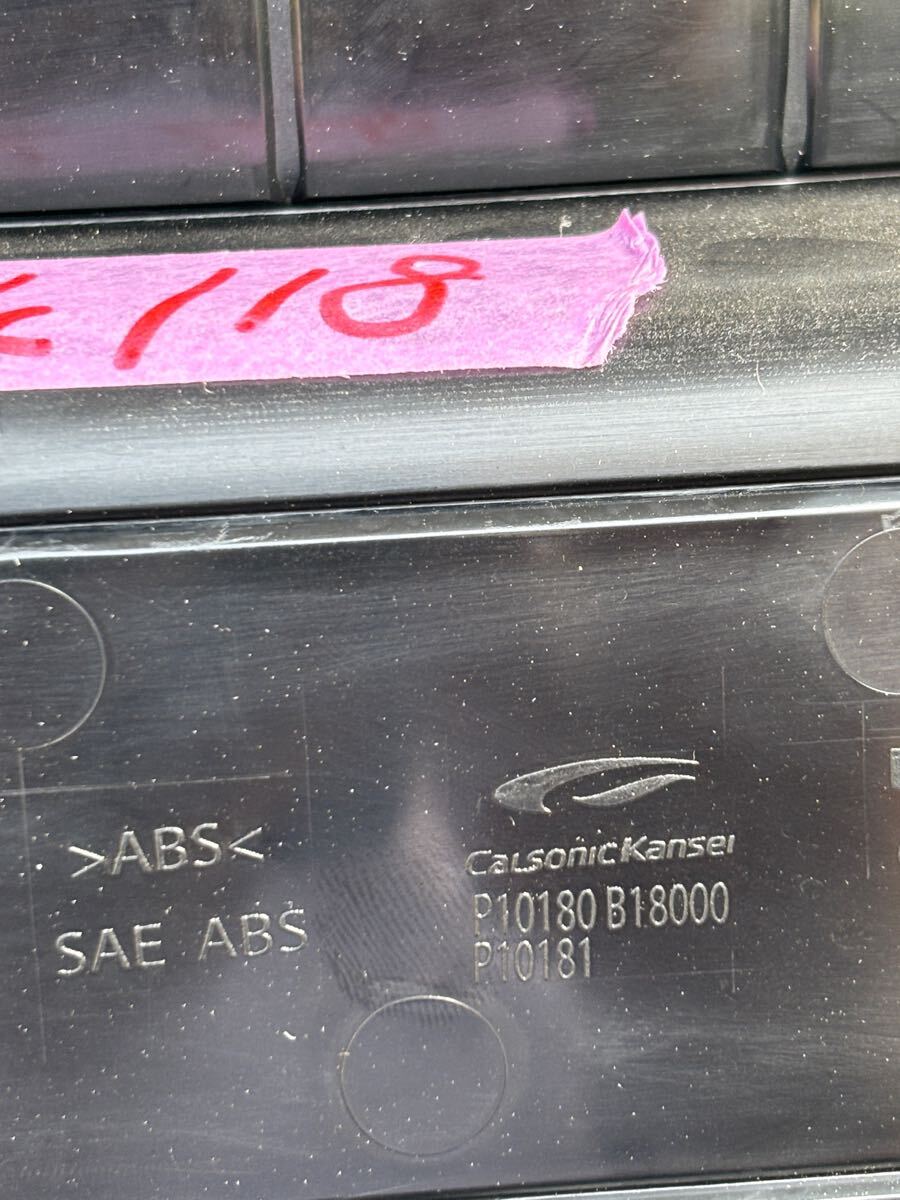 118
>ABS<
SAE ABS
CalsonicKansei
P10180 B18000
P10181